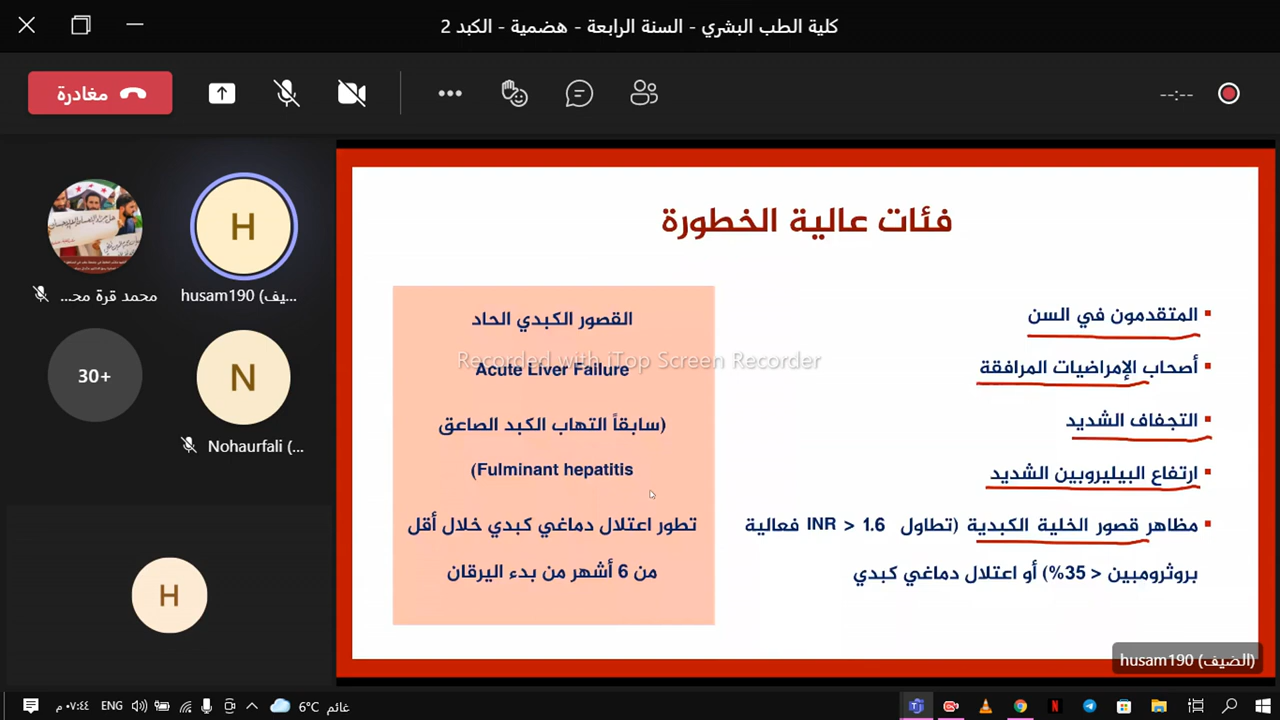 كلية الطب البشري - السنة الرابعة - هضمية - الكبد 2
مغادرة
--:--
محمد قرة محـ...
husam190 (يف...
30+
Nohaurfali (...
H
N
H
فئات عالية الخطورة
▪ المتقدمون في السن
▪ أصحاب الإمراضيات المرافقة
▪ التجفاف الشديد
▪ ارتفاع البيليروبين الشديد
▪ مظاهر قصور الخلية الكبدية (تطاول INR > 1.6 فعالية
بروثرومبين < 35%) أو اعتلال دماغي كبدي
القصور الكبدي الحاد
Acute Liver Failure
(سابقاً التهاب الكبد الصاعق
Fulminant hepatitis)
تطور اعتلال دماغي كبدي خلال أقل
من 6 أشهر من بدء اليرقان
Recorded with iTop Screen Recorder
husam190 (الضيف)
٠٧:٤٤ م
ENG
6°C غائم